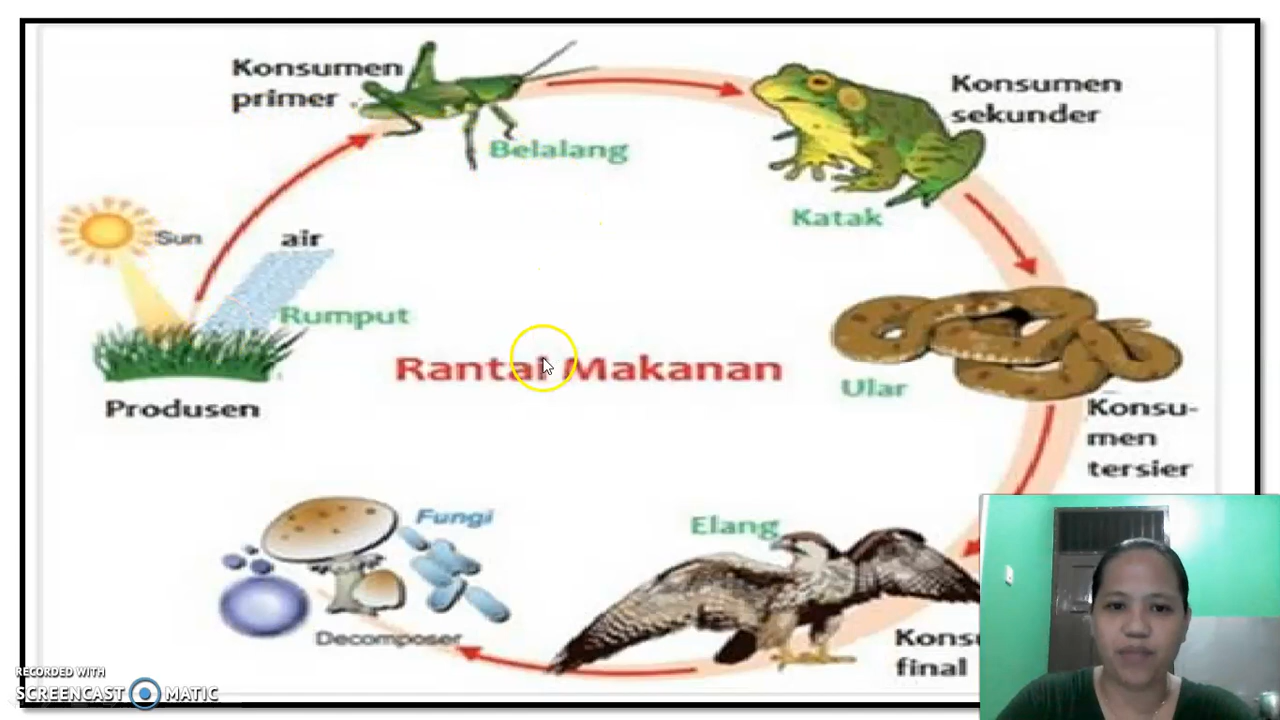 Konsumen
primer
Belalang
Konsumen
sekunder
Katak
Sun
air
Rumput
Produsen
Rantai Makanan
Ular
Konsu-
men
tersier
Elang
final
Fungi
Decomposer
RECORDED WITH
SCREENCAST MATIC